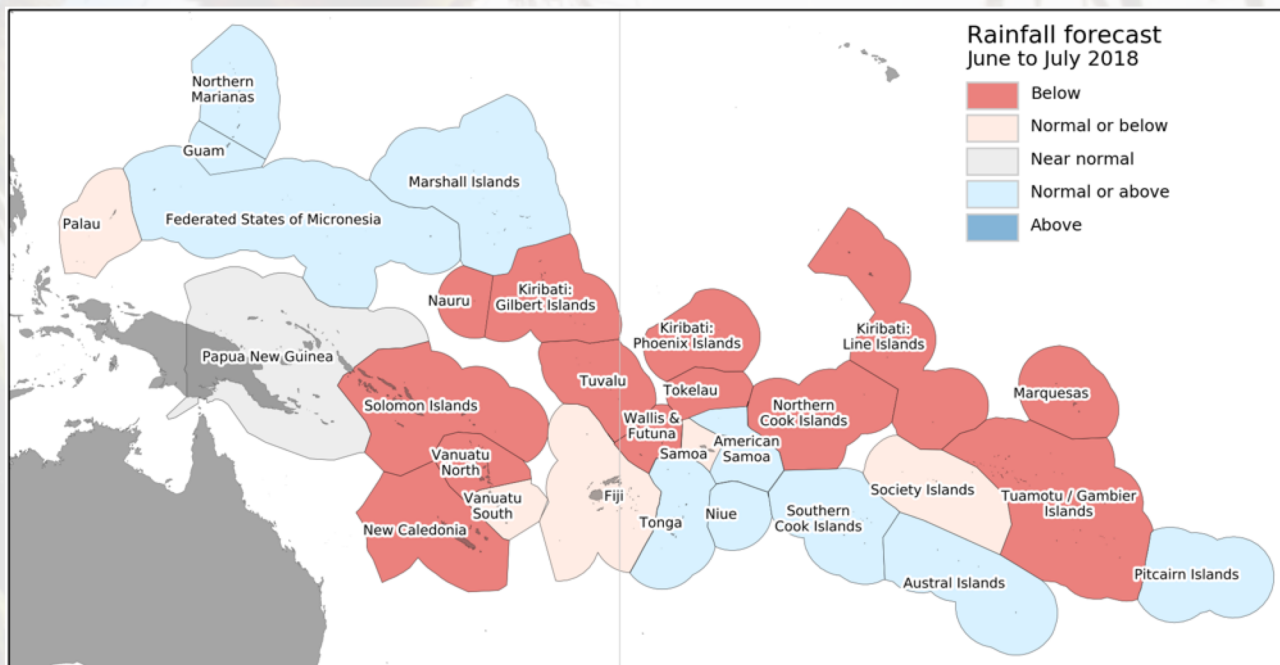 Rainfall forecast
June to July 2018
Below
Normal or below
Near normal
Normal or above
Above
Northern
Marianas
Guam
Marshall Islands
Palau
Federated States of Micronesia
Nauru
Kiribati:
Gilbert Islands
Kiribati:
Phoenix Islands
Kiribati:
Line Islands
Papua New Guinea
Tuvalu
Tokelau
Marquesas
Solomon Islands
Northern
Cook Islands
Wallis &
Futuna
American
Samoa
Samoa
Vanuatu
North
Vanuatu
South
Fiji
Society Islands
Tuamotu / Gambier
Islands
New Caledonia
Tonga
Niue
Southern
Cook Islands
Austral Islands
Pitcairn Islands